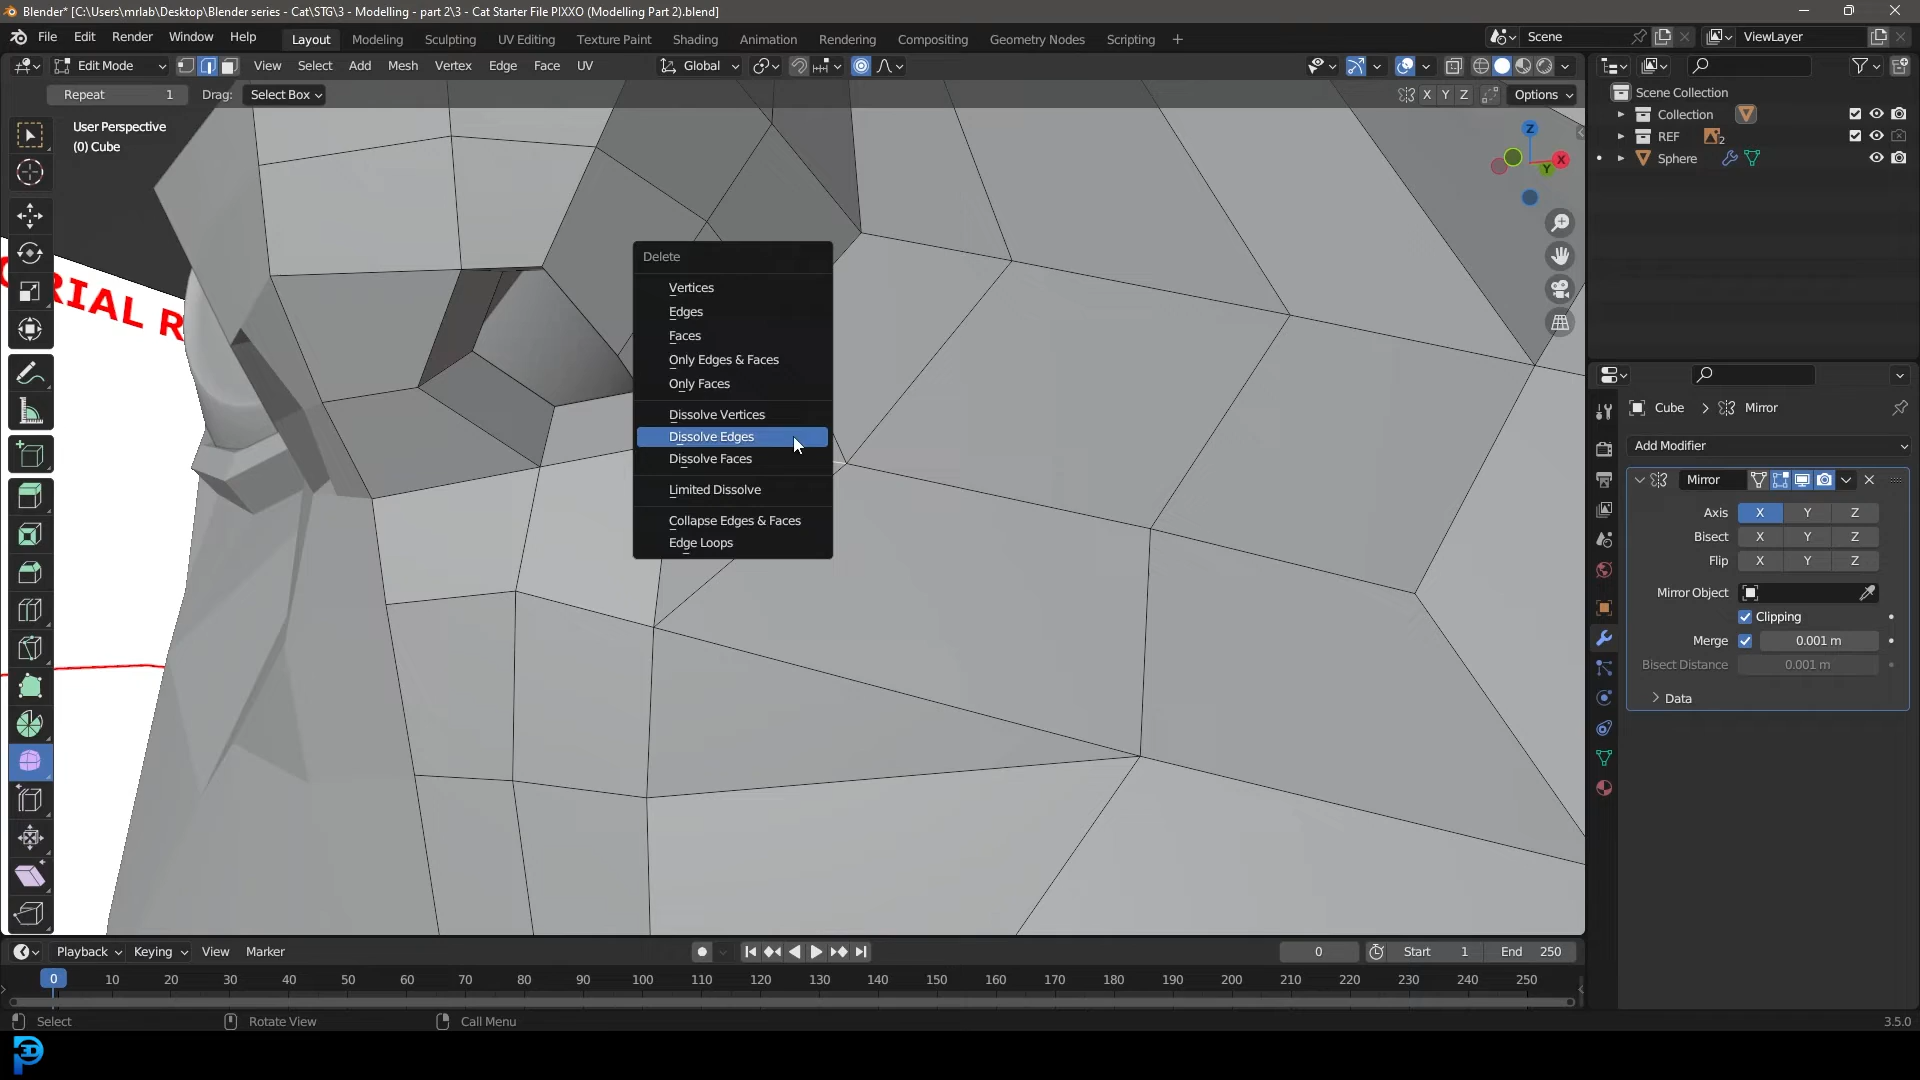 Blender* [C:\Users\mrlab\Desktop\Blender series - Cat\STG\3 - Modelling - part 2\3 - Cat Starter File PIXXO (Modelling Part 2).blend]
File Edit Render Window Help Layout Modeling Sculpting UV Editing Texture Paint Shading Animation Rendering Compositing Geometry Nodes Scripting + Scene ViewLayer
Edit Mode View Select Add Mesh Vertex Edge Face UV Global
Repeat 1 Drag: Select Box X Y Z Options
User Perspective
(0) Cube
Scene Collection
Collection
REF 2
Sphere
Z
X
Y
ORIAL R
Delete
Vertices
Edges
Faces
Only Edges & Faces
Only Faces
Dissolve Vertices
Dissolve Edges
Dissolve Faces
Limited Dissolve
Collapse Edges & Faces
Edge Loops
Cube > Mirror
Add Modifier
Mirror
Axis X Y Z
Bisect X Y Z
Flip X Y Z
Mirror Object
Clipping
Merge 0.001 m
Bisect Distance 0.001 m
Data
Playback Keying View Marker 0 Start 1 End 250
0 10 20 30 40 50 60 70 80 90 100 110 120 130 140 150 160 170 180 190 200 210 220 230 240 250
Select Rotate View Call Menu 3.5.0